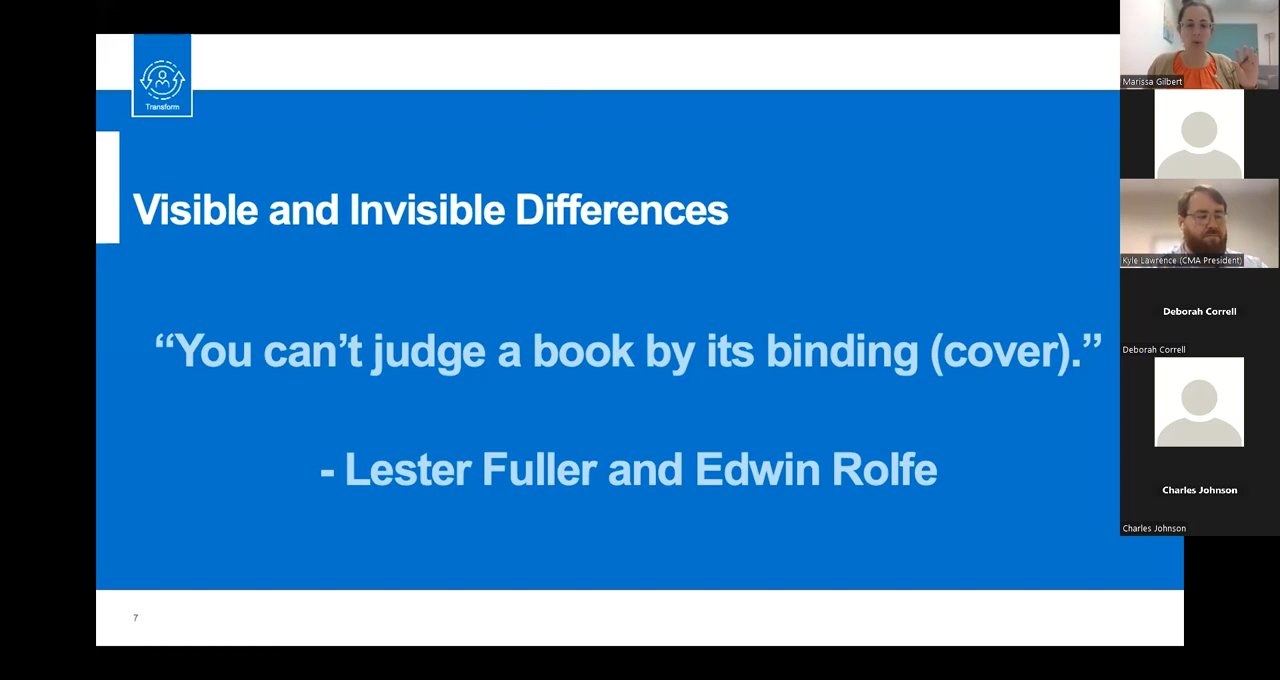 Transform
Visible and Invisible Differences
“You can’t judge a book by its binding (cover).”
- Lester Fuller and Edwin Rolfe
7
Marissa Gilbert
Kyle Lawrence (CMA President)
Deborah Correll
Deborah Correll
Charles Johnson
Charles Johnson